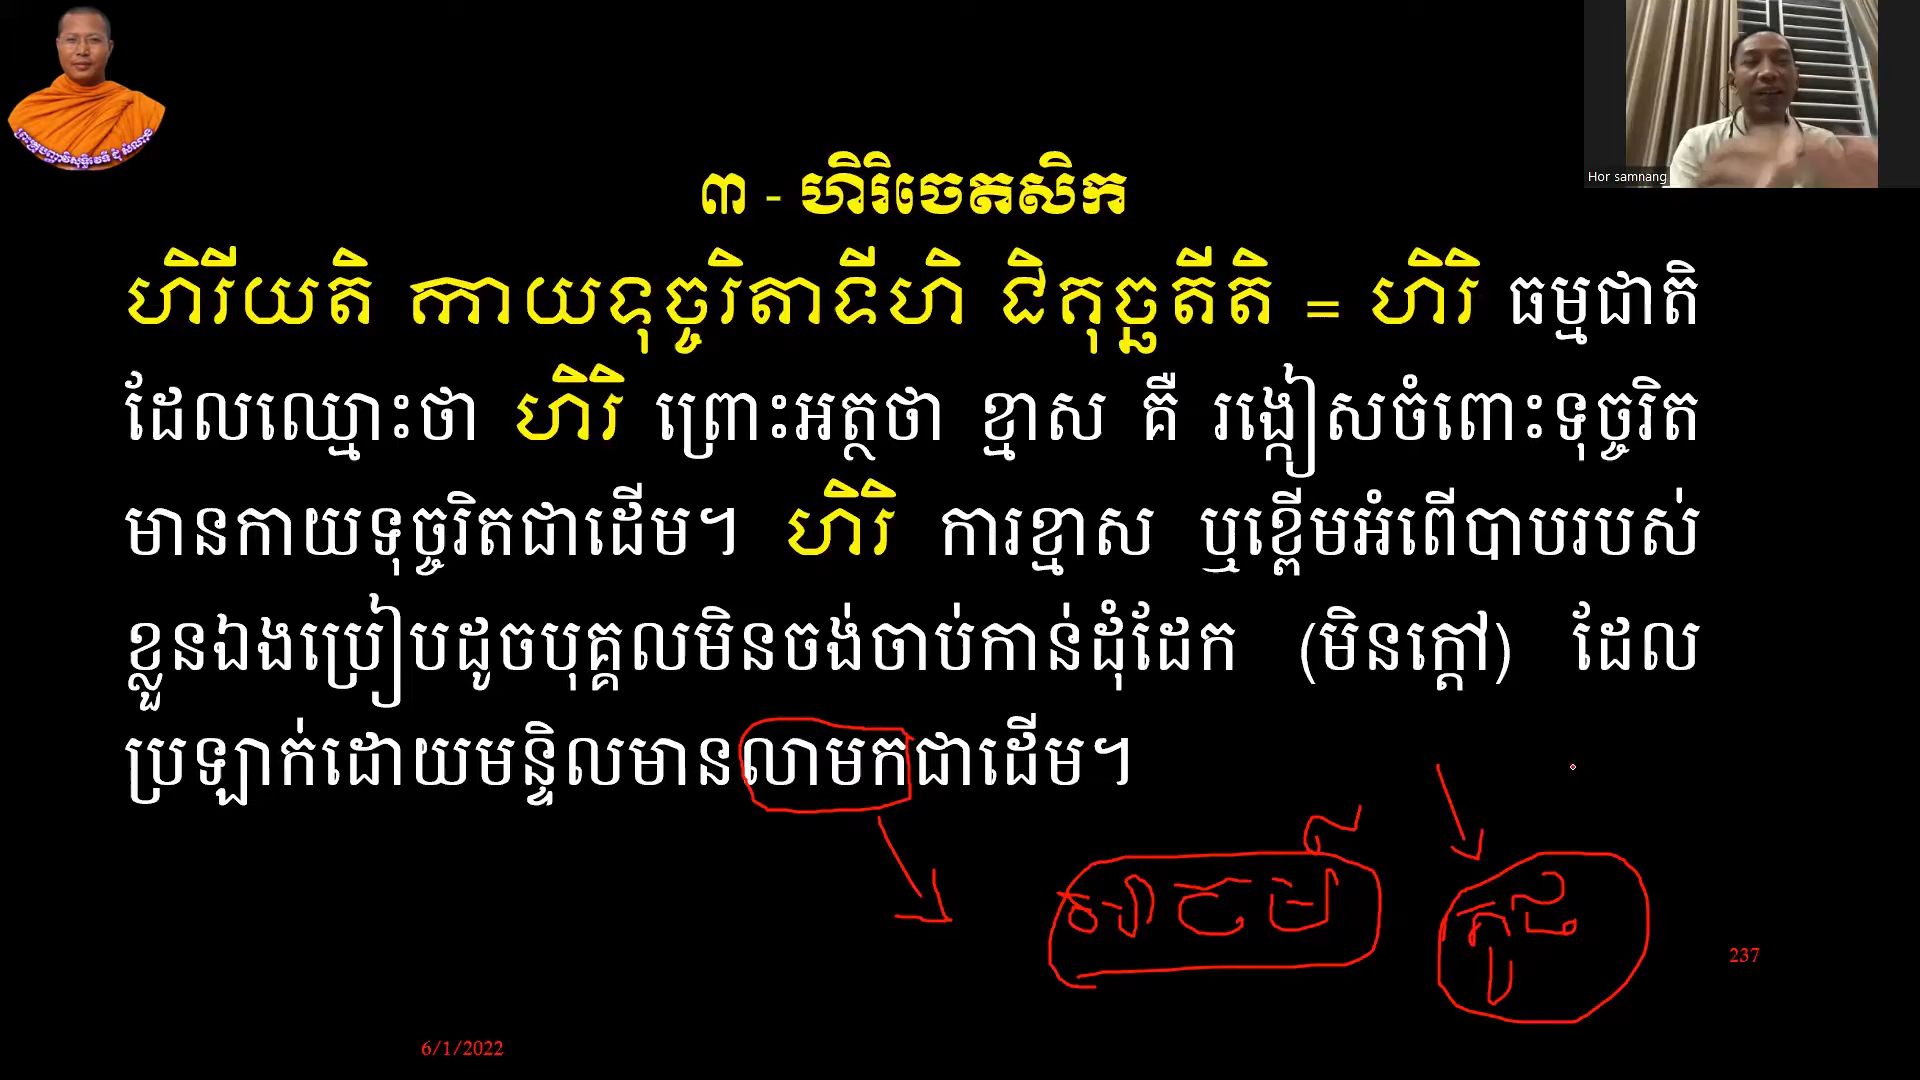 Hor samnang
៣ - ហិរិចេតសិក
ហិរីយតិ កាយទុច្ចរិតាទីហិ ជិគុច្ឆតីតិ = ហិរិ ធម្មជាតិ
ដែលឈ្មោះថា ហិរិ ព្រោះអត្ថថា ខ្មាស គឺ រង្កៀសចំពោះទុច្ចរិត
មានកាយទុច្ចរិតជាដើម។ ហិរិ ការខ្មាស ឬខ្ពើមអំពើបាបរបស់
ខ្លួនឯងប្រៀបដូចបុគ្គលមិនចង់ចាប់កាន់ដុំដែក (មិនក្តៅ) ដែល
ប្រឡាក់ដោយមន្ទិលមានលាមកជាដើម។
អាចម៍
គូថ
237
6/1/2022